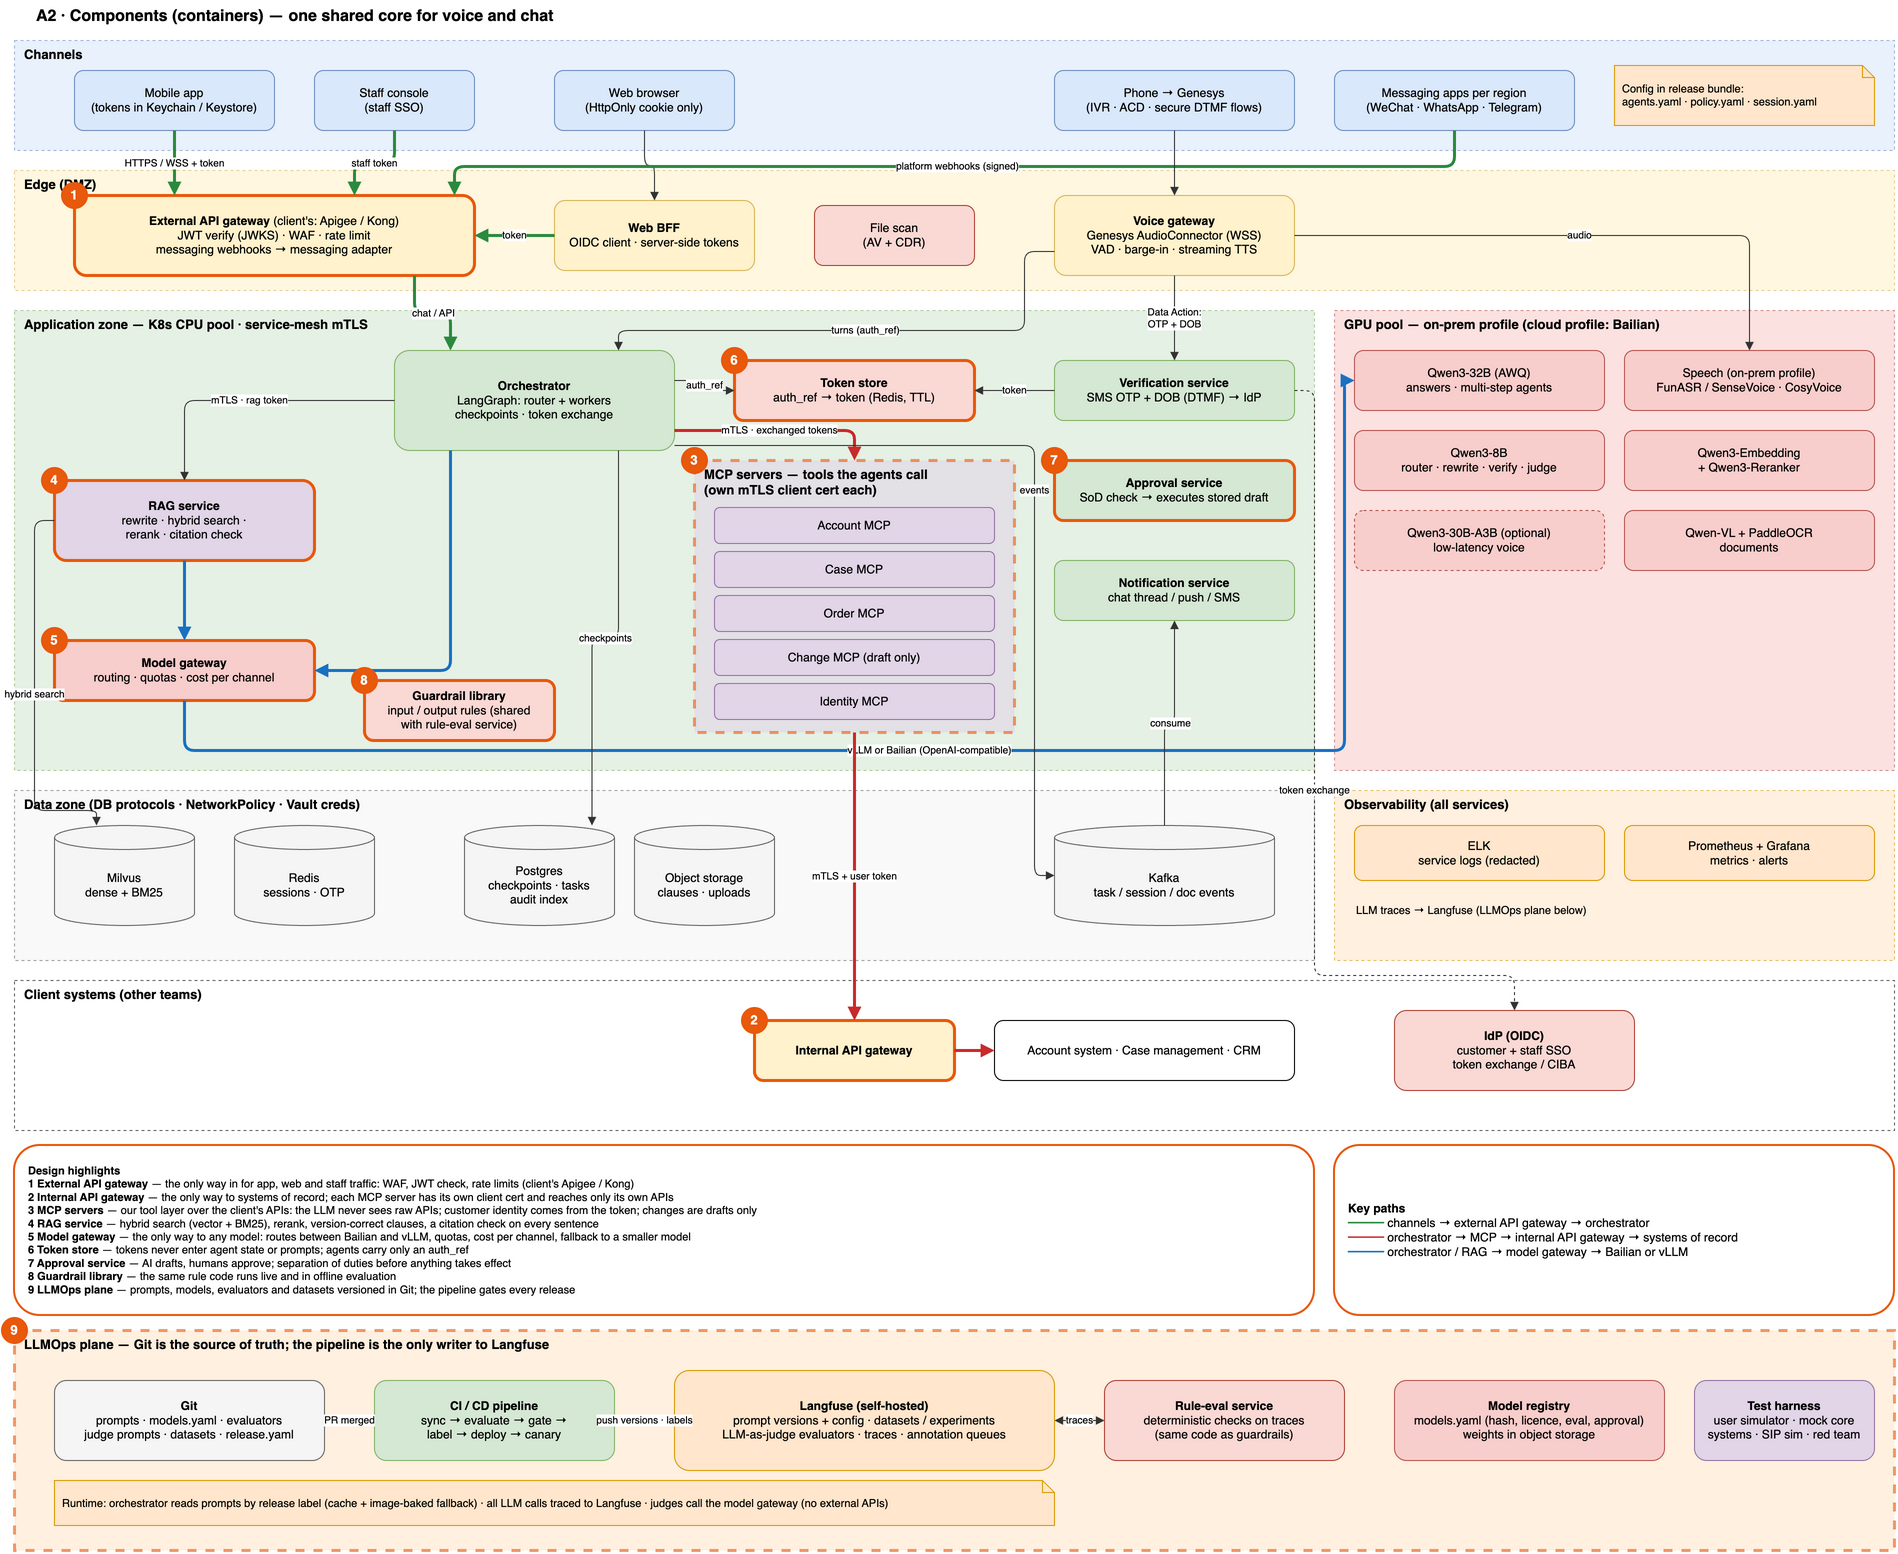 A2 · Components (containers) — one shared core for voice and chat
Channels
Mobile app
(tokens in Keychain / Keystore)
Staff console
(staff SSO)
Web browser
(HttpOnly cookie only)
Phone → Genesys
(IVR · ACD · secure DTMF flows)
Messaging apps per region
(WeChat · WhatsApp · Telegram)
Config in release bundle:
agents.yaml · policy.yaml · session.yaml
HTTPS / WSS + token
staff token
platform webhooks (signed)
Edge (DMZ)
1
External API gateway (client's: Apigee / Kong)
JWT verify (JWKS) · WAF · rate limit
messaging webhooks → messaging adapter
token
Web BFF
OIDC client · server-side tokens
File scan
(AV + CDR)
Voice gateway
Genesys AudioConnector (WSS)
VAD · barge-in · streaming TTS
audio
chat / API
Data Action:
OTP + DOB
turns (auth_ref)
Application zone — K8s CPU pool · service-mesh mTLS
Orchestrator
LangGraph: router + workers
checkpoints · token exchange
auth_ref
6
Token store
auth_ref → token (Redis, TTL)
token
Verification service
SMS OTP + DOB (DTMF) → IdP
mTLS · rag token
mTLS · exchanged tokens
4
RAG service
rewrite · hybrid search ·
rerank · citation check
3
MCP servers — tools the agents call
(own mTLS client cert each)
Account MCP
Case MCP
Order MCP
Change MCP (draft only)
Identity MCP
events
7
Approval service
SoD check → executes stored draft
Notification service
chat thread / push / SMS
consume
checkpoints
5
Model gateway
routing · quotas · cost per channel
hybrid search
8
Guardrail library
input / output rules (shared
with rule-eval service)
vLLM or Bailian (OpenAI-compatible)
GPU pool — on-prem profile (cloud profile: Bailian)
Qwen3-32B (AWQ)
answers · multi-step agents
Speech (on-prem profile)
FunASR / SenseVoice · CosyVoice
Qwen3-8B
router · rewrite · verify · judge
Qwen3-Embedding
+ Qwen3-Reranker
Qwen3-30B-A3B (optional)
low-latency voice
Qwen-VL + PaddleOCR
documents
Data zone (DB protocols · NetworkPolicy · Vault creds)
Milvus
dense + BM25
Redis
sessions · OTP
Postgres
checkpoints · tasks
audit index
Object storage
clauses · uploads
mTLS + user token
Kafka
task / session / doc events
token exchange
Observability (all services)
ELK
service logs (redacted)
Prometheus + Grafana
metrics · alerts
LLM traces → Langfuse (LLMOps plane below)
Client systems (other teams)
2
Internal API gateway
Account system · Case management · CRM
IdP (OIDC)
customer + staff SSO
token exchange / CIBA
Design highlights
1 External API gateway — the only way in for app, web and staff traffic: WAF, JWT check, rate limits (client's Apigee / Kong)
2 Internal API gateway — the only way to systems of record; each MCP server has its own client cert and reaches only its own APIs
3 MCP servers — our tool layer over the client's APIs: the LLM never sees raw APIs; customer identity comes from the token; changes are drafts only
4 RAG service — hybrid search (vector + BM25), rerank, version-correct clauses, a citation check on every sentence
5 Model gateway — the only way to any model: routes between Bailian and vLLM, quotas, cost per channel, fallback to a smaller model
6 Token store — tokens never enter agent state or prompts; agents carry only an auth_ref
7 Approval service — AI drafts, humans approve; separation of duties before anything takes effect
8 Guardrail library — the same rule code runs live and in offline evaluation
9 LLMOps plane — prompts, models, evaluators and datasets versioned in Git; the pipeline gates every release
Key paths
channels → external API gateway → orchestrator
orchestrator → MCP → internal API gateway → systems of record
orchestrator / RAG → model gateway → Bailian or vLLM
9
LLMOps plane — Git is the source of truth; the pipeline is the only writer to Langfuse
Git
prompts · models.yaml · evaluators
judge prompts · datasets · release.yaml
PR merged
CI / CD pipeline
sync → evaluate → gate →
label → deploy → canary
push versions · labels
Langfuse (self-hosted)
prompt versions + config · datasets / experiments
LLM-as-judge evaluators · traces · annotation queues
traces
Rule-eval service
deterministic checks on traces
(same code as guardrails)
Model registry
models.yaml (hash, licence, eval, approval)
weights in object storage
Test harness
user simulator · mock core
systems · SIP sim · red team
Runtime: orchestrator reads prompts by release label (cache + image-baked fallback) · all LLM calls traced to Langfuse · judges call the model gateway (no external APIs)